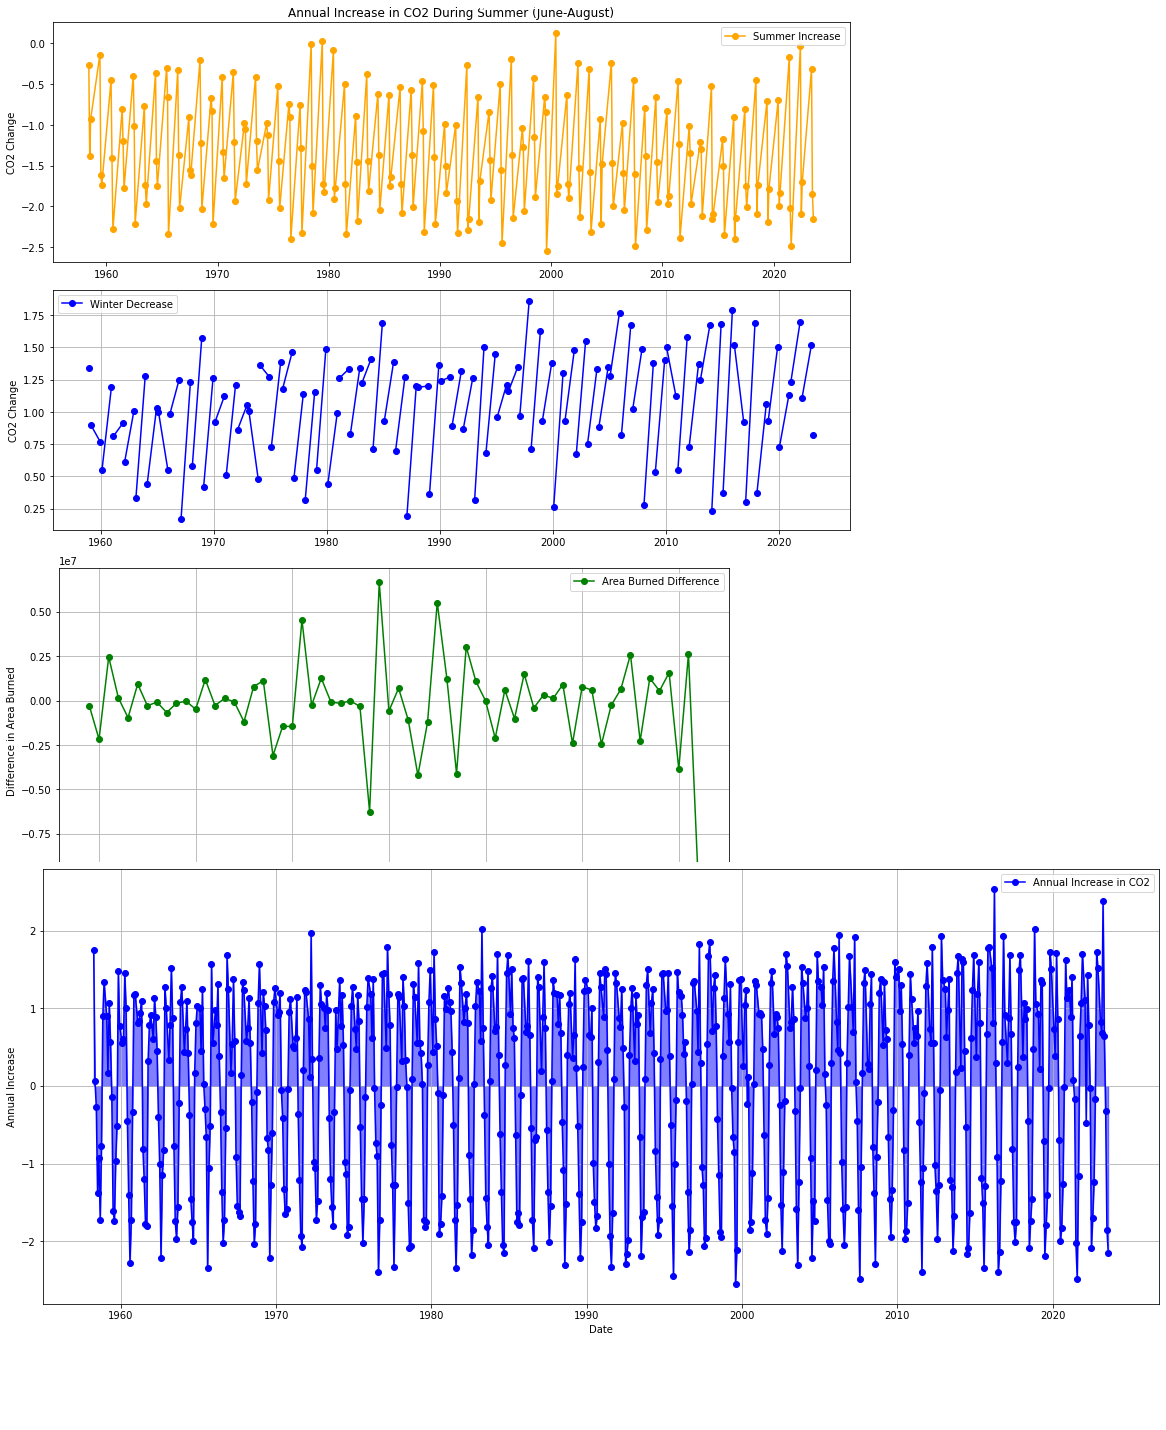 Annual Increase in CO2 During Summer (June-August)
Summer Increase
CO2 Change
0.0
−0.5
−1.0
−1.5
−2.0
−2.5
1960 1970 1980 1990 2000 2010 2020
Winter Decrease
CO2 Change
1.75
1.50
1.25
1.00
0.75
0.50
0.25
1960 1970 1980 1990 2000 2010 2020
1e7
Area Burned Difference
Difference in Area Burned
0.50
0.25
0.00
−0.25
−0.50
−0.75
Annual Increase in CO2
Annual Increase
2
1
0
−1
−2
1960 1970 1980 1990 2000 2010 2020
Date